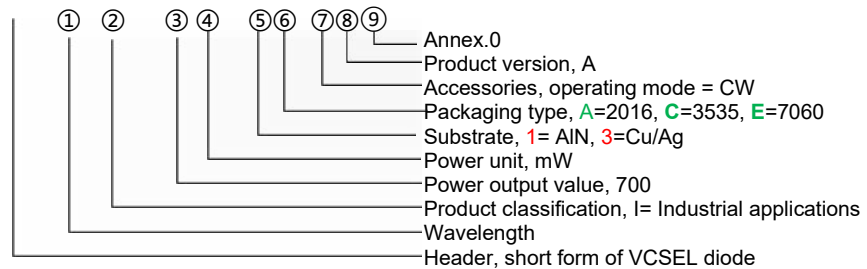 ① ② ③ ④ ⑤ ⑥ ⑦ ⑧ ⑨
Annex.0
Product version, A
Accessories, operating mode = CW
Packaging type, A=2016, C=3535, E=7060
Substrate, 1= AlN, 3=Cu/Ag
Power unit, mW
Power output value, 700
Product classification, I= Industrial applications
Wavelength
Header, short form of VCSEL diode